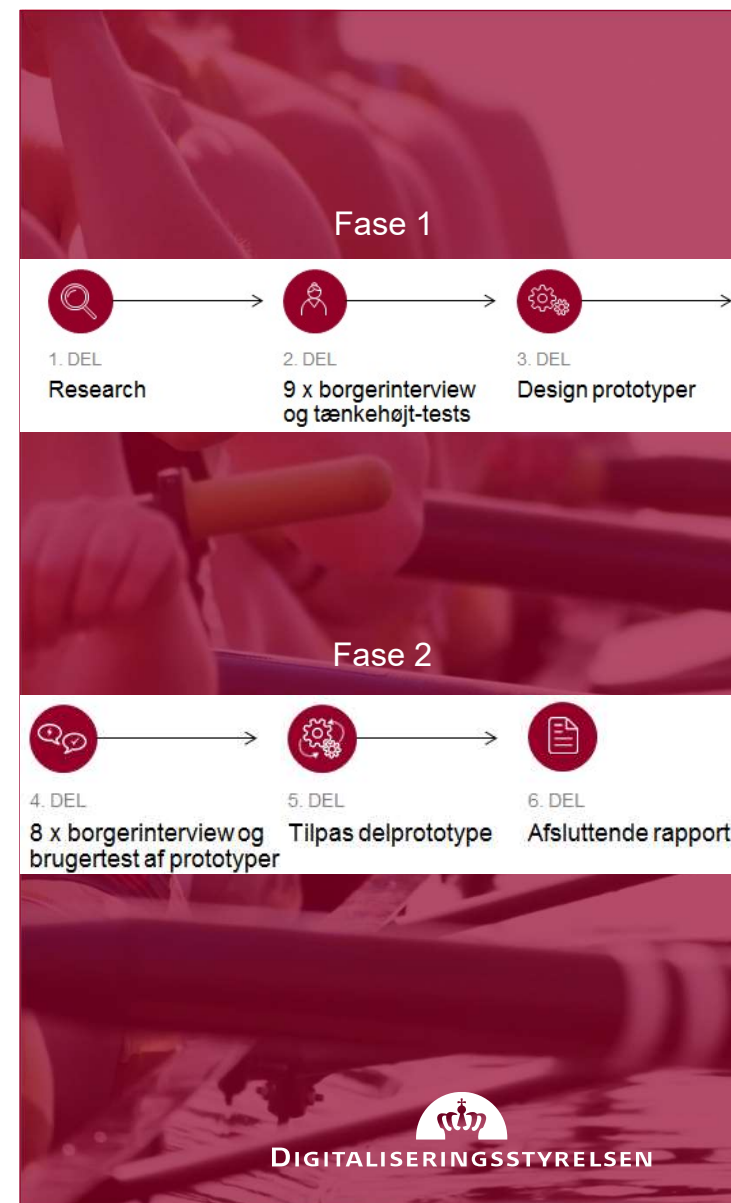 Fase 1
1. DEL
Research
2. DEL
9 x borgerinterview
og tænkehøjt-tests
3. DEL
Design prototyper
Fase 2
4. DEL
8 x borgerinterview og
brugertest af prototyper
5. DEL
Tilpas delprototype
6. DEL
Afsluttende rapport
DIGITALISERINGSSTYRELSEN